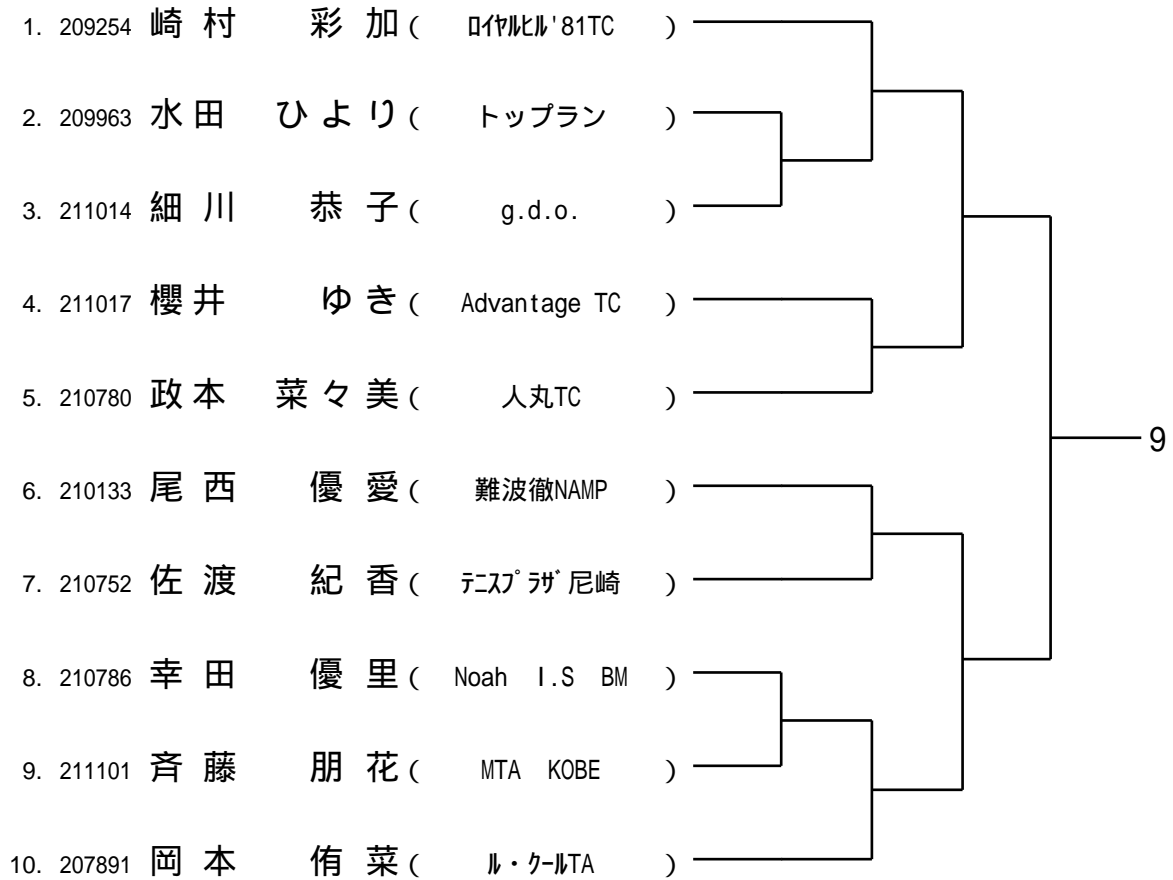 1. 209254 崎村 彩加 ( ロイヤルヒル'81TC )
2. 209963 水田 ひより ( トップラン )
3. 211014 細川 恭子 ( g.d.o. )
4. 211017 櫻井 ゆき ( Advantage TC )
5. 210780 政本 菜々美 ( 人丸TC )
9
6. 210133 尾西 優愛 ( 難波徹NAMP )
7. 210752 佐渡 紀香 ( テニスプラザ尼崎 )
8. 210786 幸田 優里 ( Noah I.S BM )
9. 211101 斉藤 朋花 ( MTA KOBE )
10. 207891 岡本 侑菜 ( ル・クールTA )